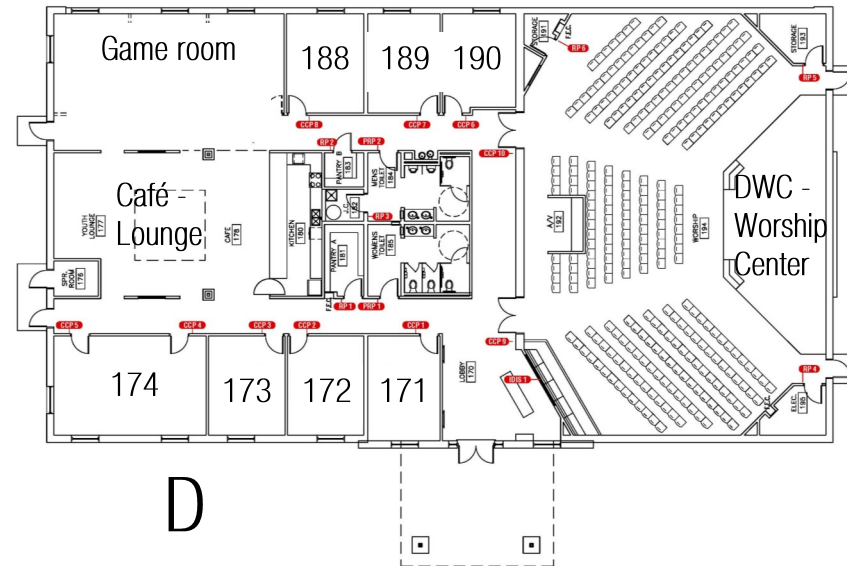 Game room
188
189
190
STORAGE
191
F.E.C.
RP 6
STORAGE
193
RP 5
CCP 8
CCP 7
CCP 6
RP 2
PRP 2
CCP 10
PANTRY B
183
MENS
TOILET
184
J.C.
182
RP 3
Café -
Lounge
YOUTH
LOUNGE
177
CAFE
178
KITCHEN
180
PANTRY A
181
WOMENS
TOILET
185
A/V
192
WORSHIP
194
DWC -
Worship
Center
SPR.
ROOM
176
F.E.C.
RP 1
PRP 1
CCP 5
CCP 4
CCP 3
CCP 2
CCP 1
CCP 9
174
173
172
171
LOBBY
170
IDIS 1
RP 4
F.E.C.
ELEC.
195
D